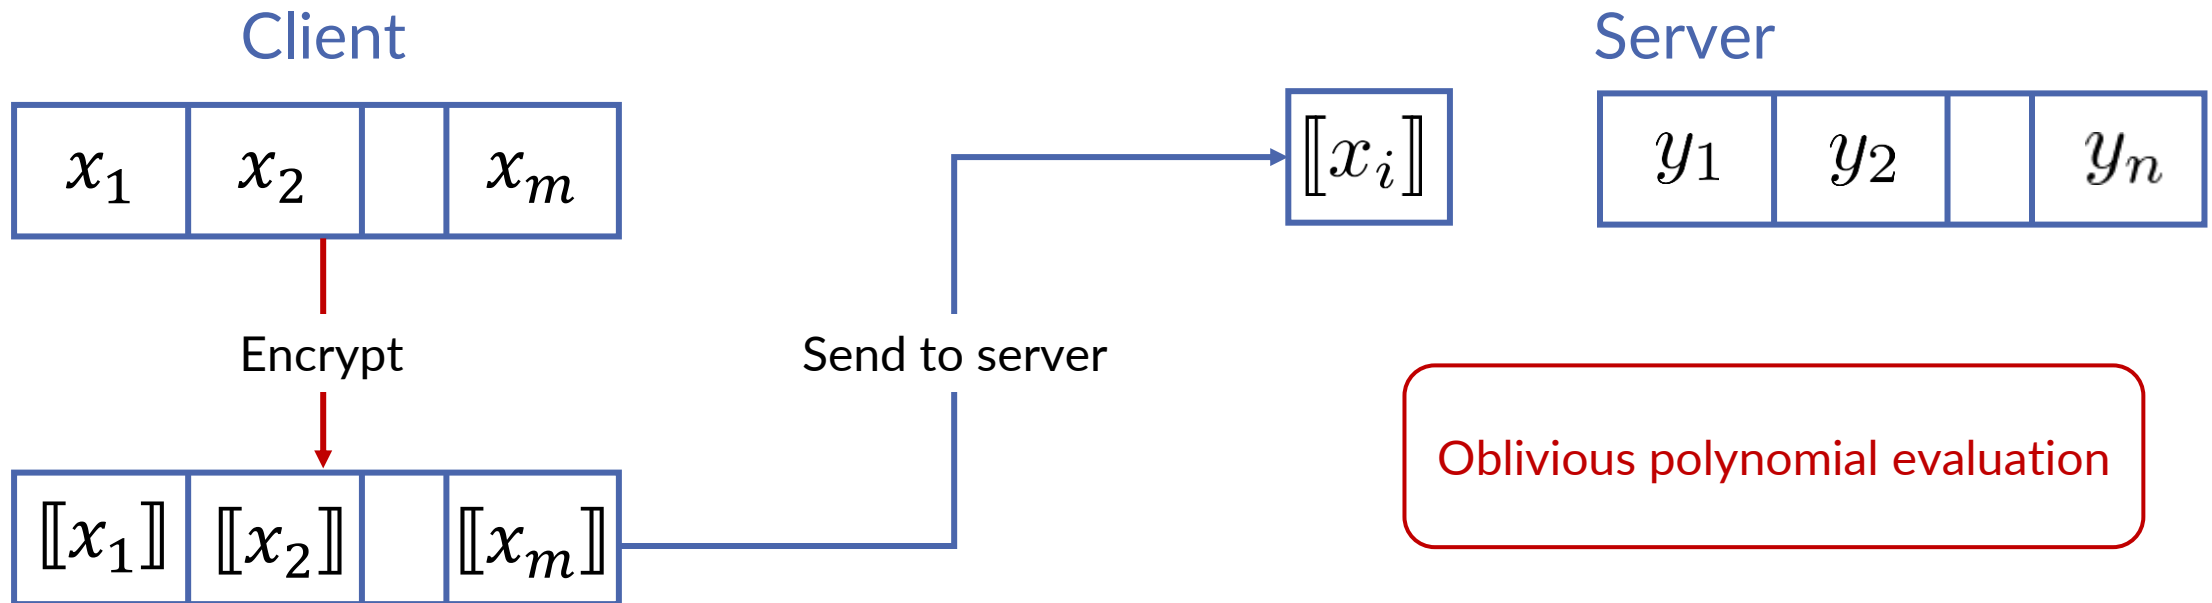 Client
Server
x₁ x₂ xₘ
⟦xᵢ⟧
y₁ y₂ yₙ
Encrypt
Send to server
Oblivious polynomial evaluation
⟦x₁⟧ ⟦x₂⟧ ⟦xₘ⟧